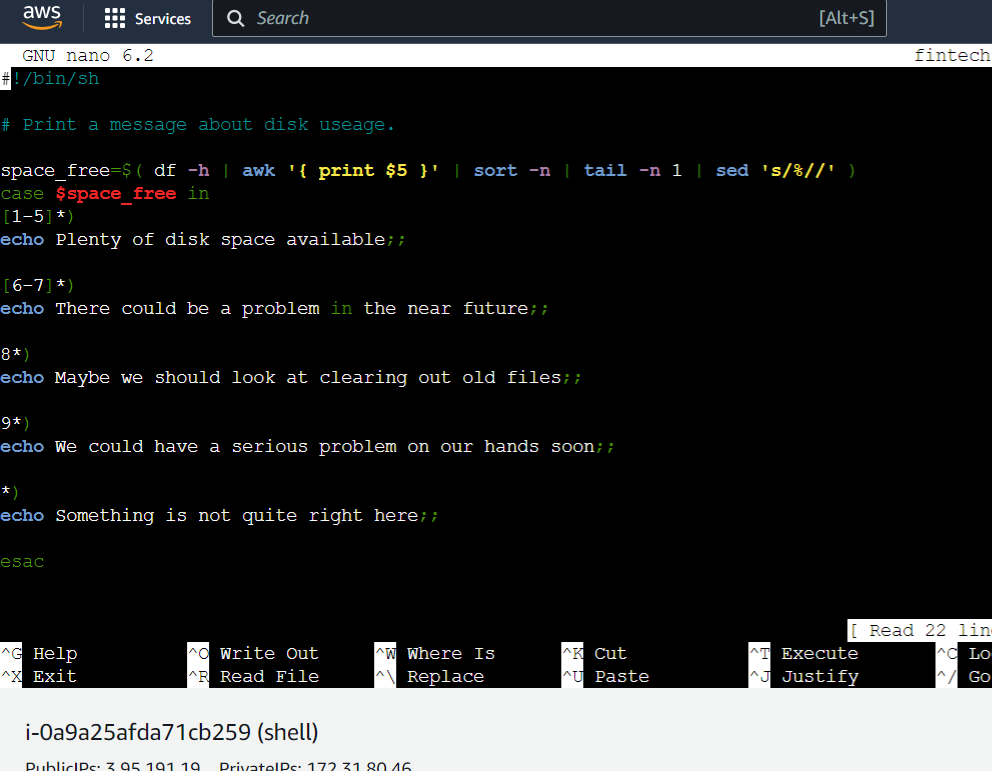 aws Services Search [Alt+S]
GNU nano 6.2 fintech
#!/bin/sh
# Print a message about disk useage.
space_free=$( df -h | awk '{ print $5 }' | sort -n | tail -n 1 | sed 's/%//' )
case $space_free in
[1-5]*)
echo Plenty of disk space available;;
[6-7]*)
echo There could be a problem in the near future;;
8*)
echo Maybe we should look at clearing out old files;;
9*)
echo We could have a serious problem on our hands soon;;
*)
echo Something is not quite right here;;
esac
[ Read 22 lin
^G Help ^O Write Out ^W Where Is ^K Cut ^T Execute ^C Lo
^X Exit ^R Read File ^\ Replace ^U Paste ^J Justify ^/ Go
i-0a9a25afda71cb259 (shell)
PublicIPs: 3.95.191.19 PrivateIPs: 172.31.80.46